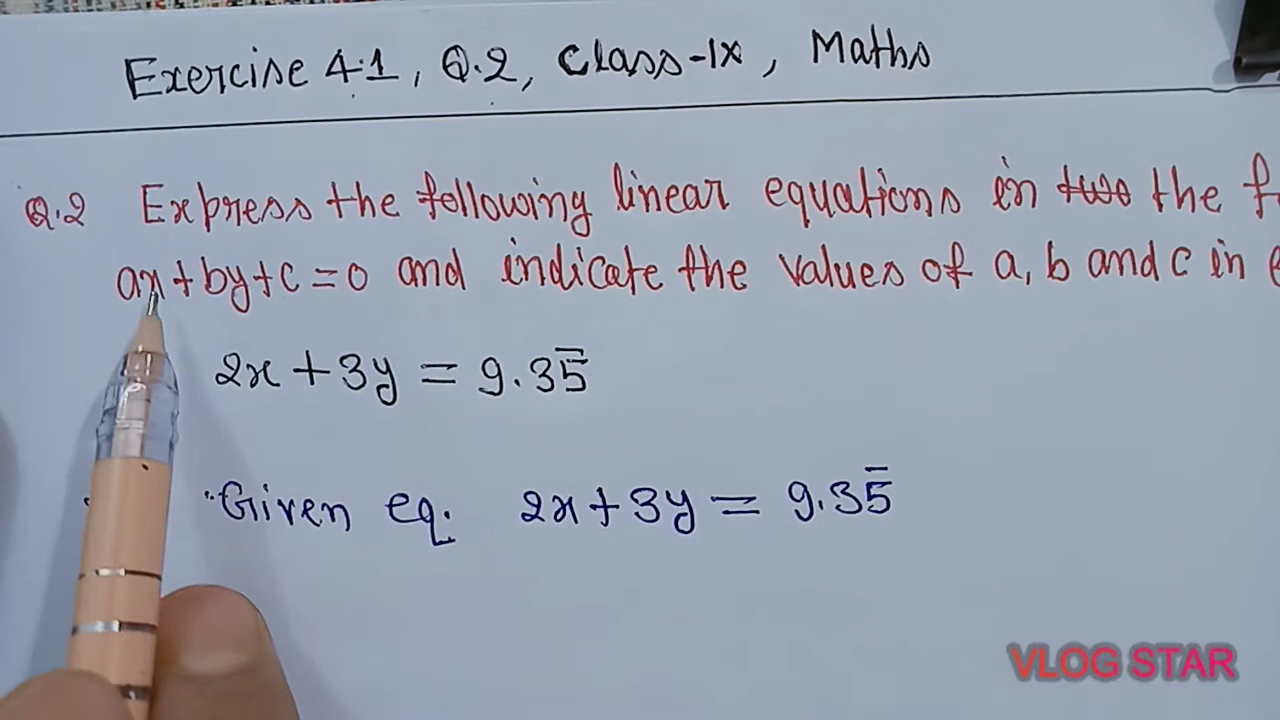 Exercise 4.1, Q.2, Class-IX, Maths
Q.2 Express the following linear equations in two the
ax+by+c=0 and indicate the values of a, b and c in
2x+3y=9.35̅
Given eq. 2x+3y=9.35̅
VLOG STAR